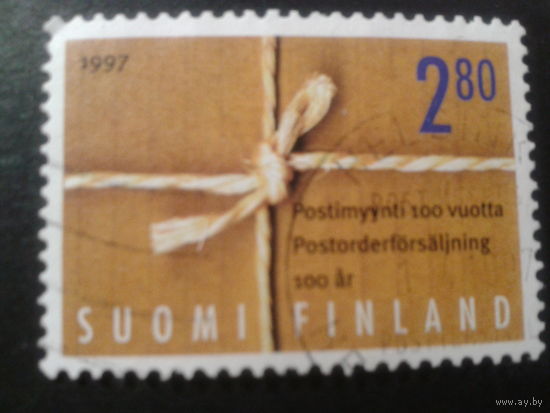 1997
2 80
Postimyynti 100 vuotta
Postorderförsäljning
100 år
SUOMI FINLAND
www.ay.by